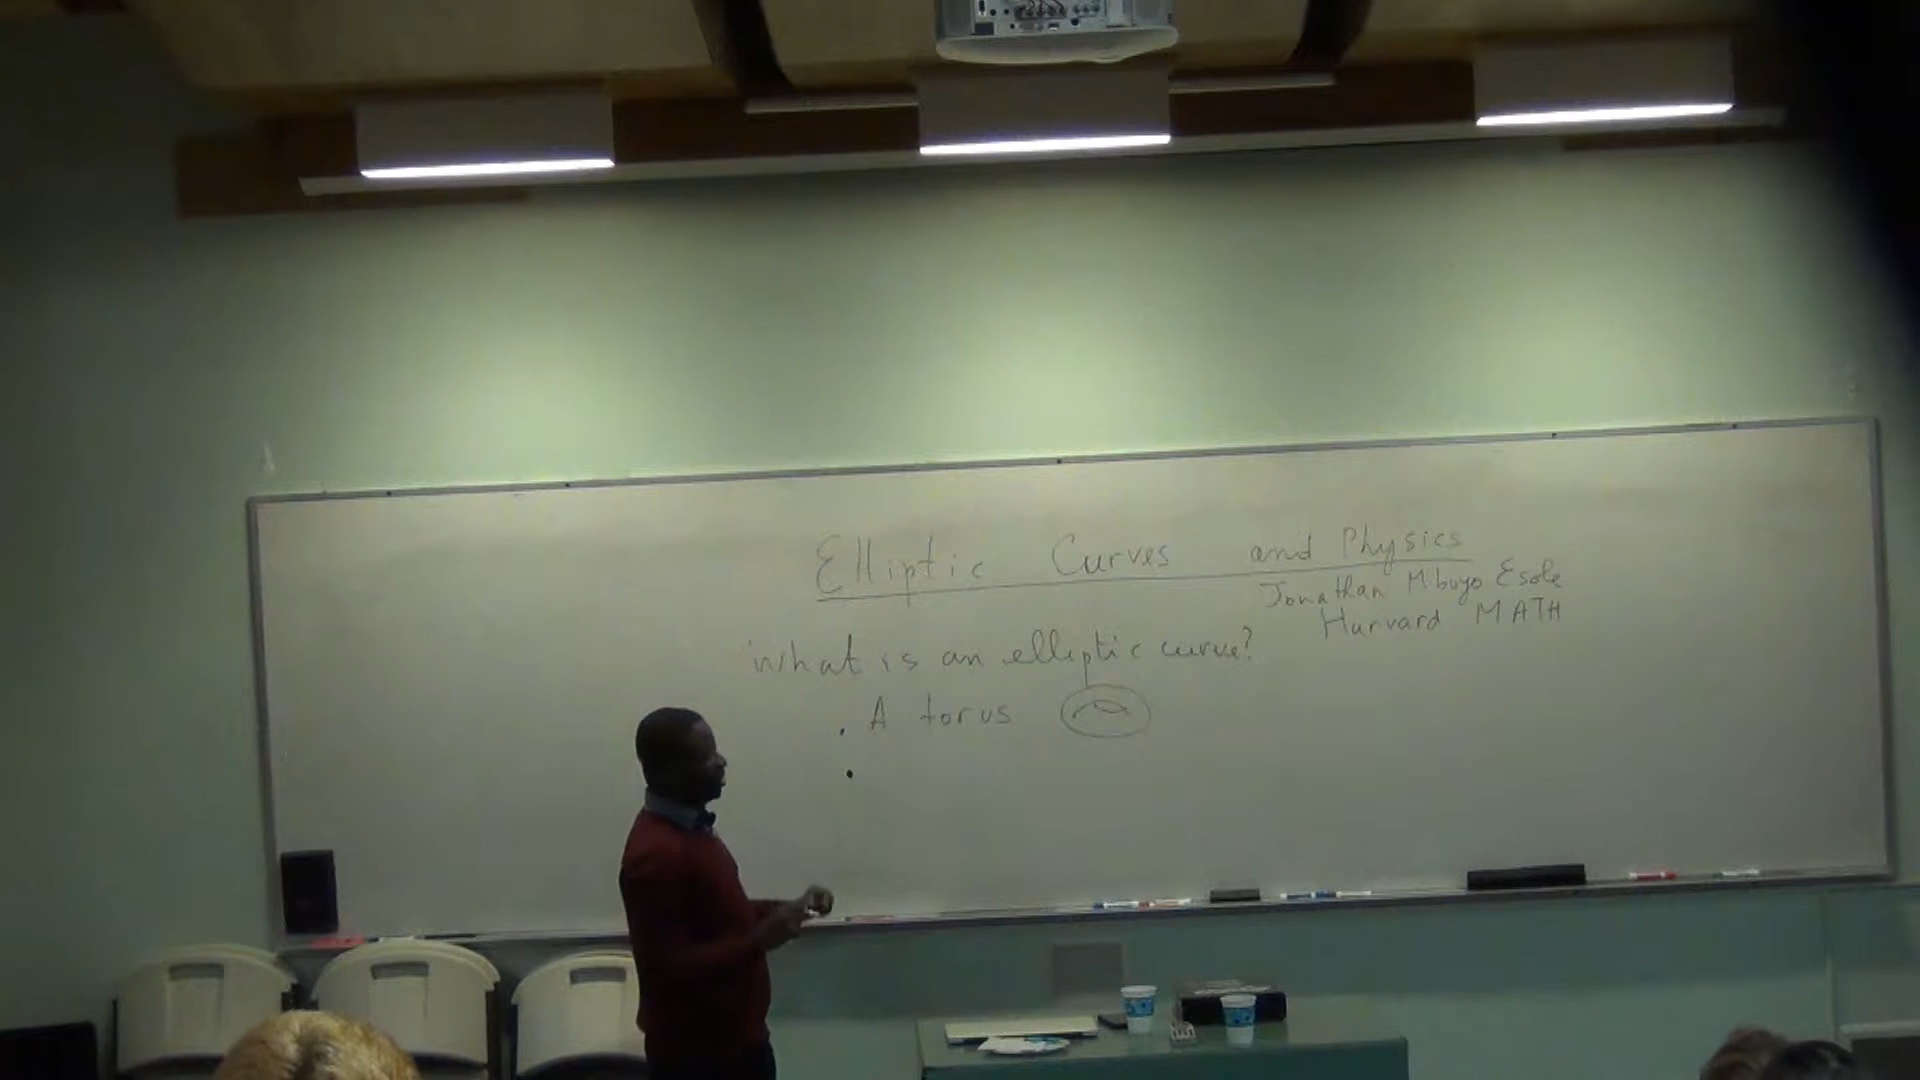 Elliptic Curves and Physics
Jonathan Mboyo Esole
Harvard MATH
What is an elliptic curve?
. A torus
.